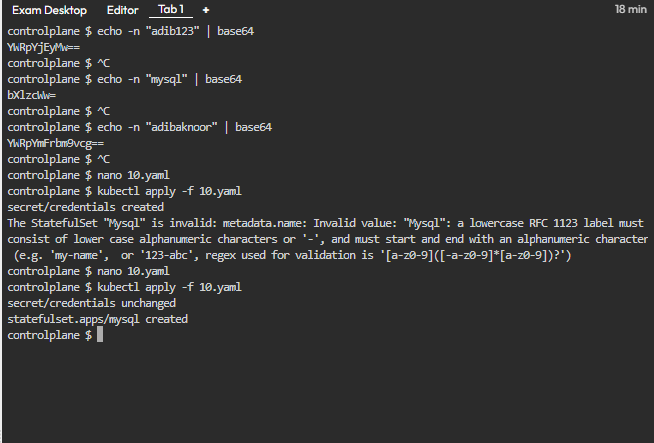 Exam Desktop Editor Tab 1 + 18 min
controlplane $ echo -n "adib123" | base64
YWRpYjEyMw==
controlplane $ ^C
controlplane $ echo -n "mysql" | base64
bXlzcWw=
controlplane $ ^C
controlplane $ echo -n "adibaknoor" | base64
YWRpYmFrbm9vcg==
controlplane $ ^C
controlplane $ nano 10.yaml
controlplane $ kubectl apply -f 10.yaml
secret/credentials created
The StatefulSet "Mysql" is invalid: metadata.name: Invalid value: "Mysql": a lowercase RFC 1123 label must
consist of lower case alphanumeric characters or '-', and must start and end with an alphanumeric character
(e.g. 'my-name', or '123-abc', regex used for validation is '[a-z0-9]([-a-z0-9]*[a-z0-9])?')
controlplane $ nano 10.yaml
controlplane $ kubectl apply -f 10.yaml
secret/credentials unchanged
statefulset.apps/mysql created
controlplane $